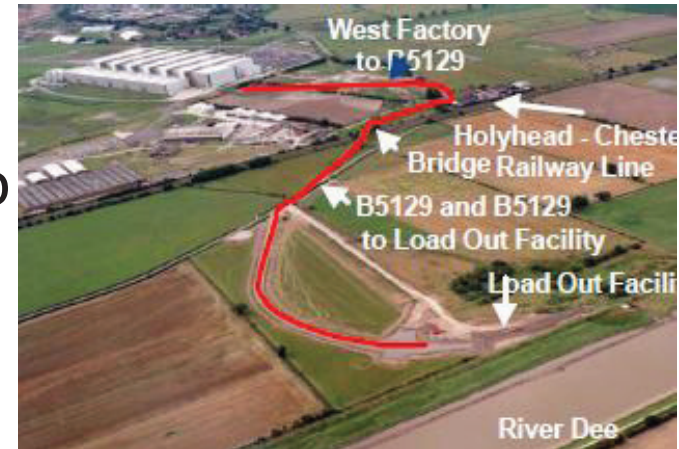 West Factory
to B5129
Holyhead - Cheste
Bridge Railway Line
B5129 and B5129
to Load Out Facility
Load Out Facili
River Dee